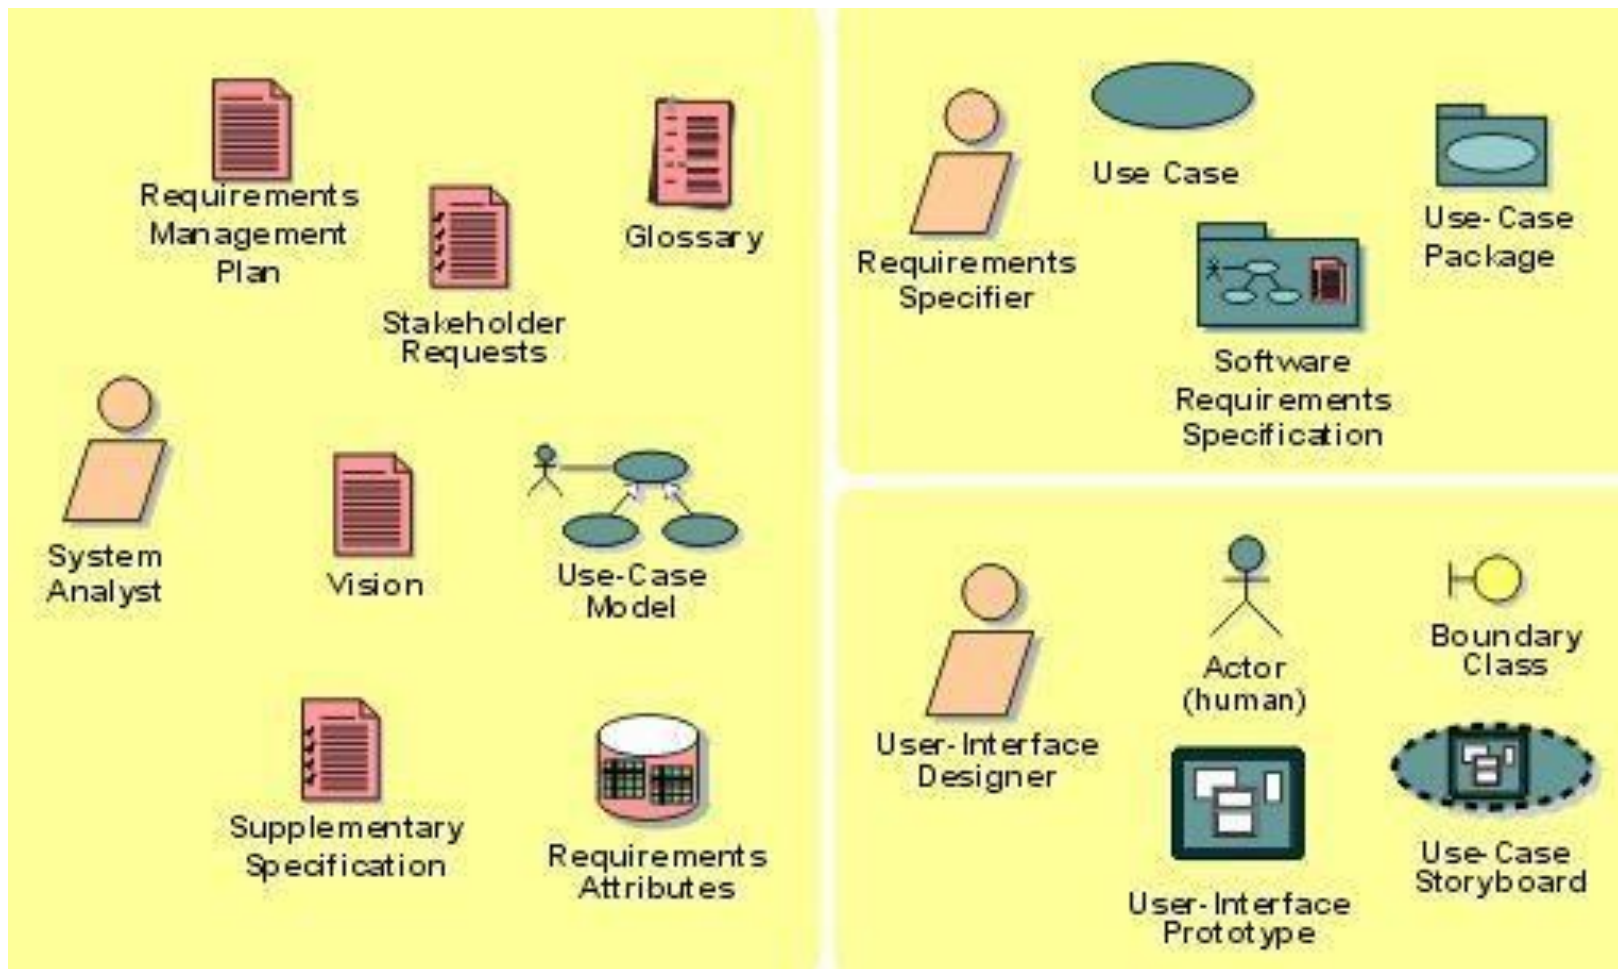 Requirements
Management
Plan
Stakeholder
Requests
Glossary
System
Analyst
Vision
Use-Case
Model
Supplementary
Specification
Requirements
Attributes
Requirements
Specifier
Use Case
Use-Case
Package
Software
Requirements
Specification
User-Interface
Designer
Actor
(human)
Boundary
Class
User-Interface
Prototype
Use-Case
Storyboard